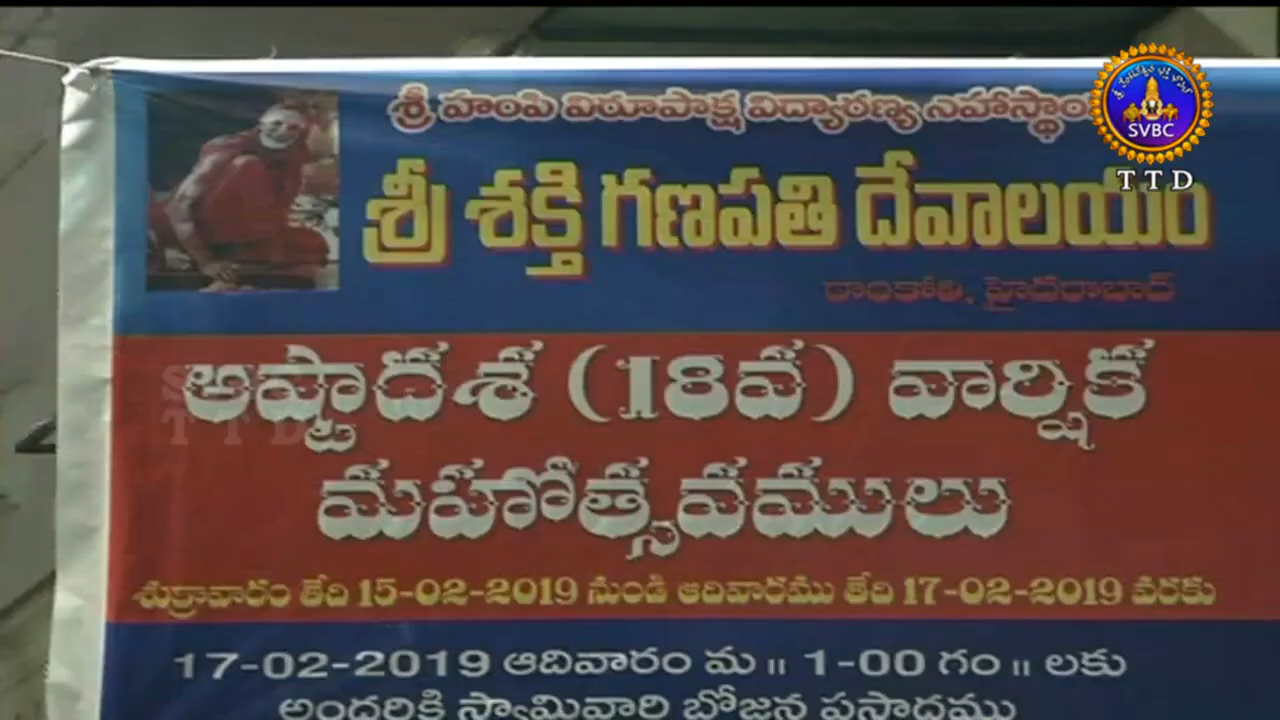 శ్రీ హంపి విరూపాక్ష విద్యారణ్య మహాస్థాం
శ్రీ శక్తి గణపతి దేవాలయం
రాంకోటి, హైదరాబాద్
అష్టాదశ (18వ) వార్షిక
మహోత్సవములు
శుక్రావారం తేది 15-02-2019 నుండి ఆదివారము తేది 17-02-2019 వరకు
17-02-2019 ఆదివారం మ॥ 1-00 గం॥ లకు
అందరికి స్వామివారి భోజన ప్రసాదము
SVBC
TTD